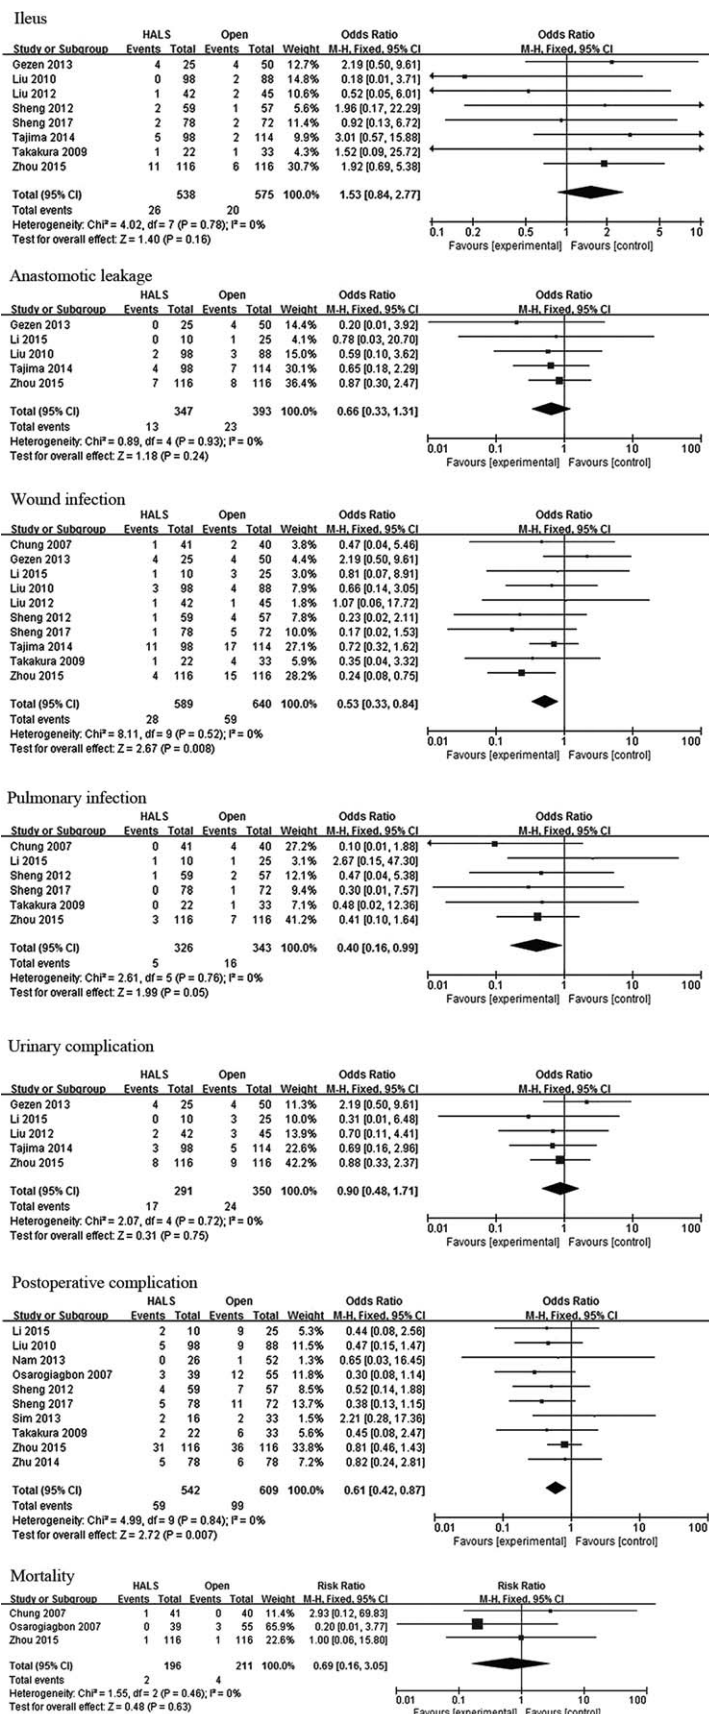 Ileus
HALS Open Odds Ratio Odds Ratio
Study or Subgroup Events Total Events Total Weight M-H, Fixed, 95% CI M-H, Fixed, 95% CI
Gezen 2013 4 25 4 50 12.7% 2.19 [0.50, 9.61]
Liu 2010 0 98 2 88 14.8% 0.18 [0.01, 3.71]
Liu 2012 1 42 2 45 10.6% 0.52 [0.05, 6.01]
Sheng 2012 2 59 1 57 5.6% 1.96 [0.17, 22.29]
Sheng 2017 2 78 2 72 11.4% 0.92 [0.13, 6.72]
Tajima 2014 5 98 2 114 9.9% 3.01 [0.57, 15.88]
Takakura 2009 1 22 1 33 4.3% 1.52 [0.09, 25.72]
Zhou 2015 11 116 6 116 30.7% 1.92 [0.69, 5.38]
Total (95% CI) 538 575 100.0% 1.53 [0.84, 2.77]
Total events 26 20
Heterogeneity: Chi² = 4.02, df = 7 (P = 0.78); I² = 0%
Test for overall effect: Z = 1.40 (P = 0.16)
0.1 0.2 0.5 1 2 5 10
Favours [experimental] Favours [control]
Anastomotic leakage
HALS Open Odds Ratio Odds Ratio
Study or Subgroup Events Total Events Total Weight M-H, Fixed, 95% CI M-H, Fixed, 95% CI
Gezen 2013 0 25 4 50 14.4% 0.20 [0.01, 3.92]
Li 2015 0 10 1 25 4.1% 0.78 [0.03, 20.70]
Liu 2010 2 98 3 88 15.0% 0.59 [0.10, 3.62]
Tajima 2014 4 98 7 114 30.1% 0.65 [0.18, 2.29]
Zhou 2015 7 116 8 116 36.4% 0.87 [0.30, 2.47]
Total (95% CI) 347 393 100.0% 0.66 [0.33, 1.31]
Total events 13 23
Heterogeneity: Chi² = 0.89, df = 4 (P = 0.93); I² = 0%
Test for overall effect: Z = 1.18 (P = 0.24)
0.01 0.1 1 10 100
Favours [experimental] Favours [control]
Wound infection
HALS Open Odds Ratio Odds Ratio
Study or Subgroup Events Total Events Total Weight M-H, Fixed, 95% CI M-H, Fixed, 95% CI
Chung 2007 1 41 2 40 3.8% 0.47 [0.04, 5.46]
Gezen 2013 4 25 4 50 4.4% 2.19 [0.50, 9.61]
Li 2015 1 10 3 25 3.0% 0.81 [0.07, 8.91]
Liu 2010 3 98 4 88 7.9% 0.66 [0.14, 3.05]
Liu 2012 1 42 1 45 1.8% 1.07 [0.06, 17.72]
Sheng 2012 1 59 4 57 7.8% 0.23 [0.02, 2.11]
Sheng 2017 1 78 5 72 10.0% 0.17 [0.02, 1.53]
Tajima 2014 11 98 17 114 27.1% 0.72 [0.32, 1.62]
Takakura 2009 1 22 4 33 5.9% 0.35 [0.04, 3.32]
Zhou 2015 4 116 15 116 28.2% 0.24 [0.08, 0.75]
Total (95% CI) 589 640 100.0% 0.53 [0.33, 0.84]
Total events 28 59
Heterogeneity: Chi² = 8.11, df = 9 (P = 0.52); I² = 0%
Test for overall effect: Z = 2.67 (P = 0.008)
0.01 0.1 1 10 100
Favours [experimental] Favours [control]
Pulmonary infection
HALS Open Odds Ratio Odds Ratio
Study or Subgroup Events Total Events Total Weight M-H, Fixed, 95% CI M-H, Fixed, 95% CI
Chung 2007 0 41 4 40 27.2% 0.10 [0.01, 1.88]
Li 2015 1 10 1 25 3.1% 2.67 [0.15, 47.30]
Sheng 2012 1 59 2 57 12.1% 0.47 [0.04, 5.38]
Sheng 2017 0 78 1 72 9.4% 0.30 [0.01, 7.57]
Takakura 2009 0 22 1 33 7.1% 0.48 [0.02, 12.36]
Zhou 2015 3 116 7 116 41.2% 0.41 [0.10, 1.64]
Total (95% CI) 326 343 100.0% 0.40 [0.16, 0.99]
Total events 5 16
Heterogeneity: Chi² = 2.61, df = 5 (P = 0.76); I² = 0%
Test for overall effect: Z = 1.99 (P = 0.05)
0.01 0.1 1 10 100
Favours [experimental] Favours [control]
Urinary complication
HALS Open Odds Ratio Odds Ratio
Study or Subgroup Events Total Events Total Weight M-H, Fixed, 95% CI M-H, Fixed, 95% CI
Gezen 2013 4 25 4 50 11.3% 2.19 [0.50, 9.61]
Li 2015 0 10 3 25 10.0% 0.31 [0.01, 6.48]
Liu 2012 2 42 3 45 13.9% 0.70 [0.11, 4.41]
Tajima 2014 3 98 5 114 22.6% 0.69 [0.16, 2.96]
Zhou 2015 8 116 9 116 42.2% 0.88 [0.33, 2.37]
Total (95% CI) 291 350 100.0% 0.90 [0.48, 1.71]
Total events 17 24
Heterogeneity: Chi² = 2.07, df = 4 (P = 0.72); I² = 0%
Test for overall effect: Z = 0.31 (P = 0.75)
0.01 0.1 1 10 100
Favours [experimental] Favours [control]
Postoperative complication
HALS Open Odds Ratio Odds Ratio
Study or Subgroup Events Total Events Total Weight M-H, Fixed, 95% CI M-H, Fixed, 95% CI
Li 2015 2 10 9 25 5.3% 0.44 [0.08, 2.56]
Liu 2010 5 98 9 88 11.5% 0.47 [0.15, 1.47]
Nam 2013 0 26 1 52 1.3% 0.65 [0.03, 16.45]
Osarogiagbon 2007 3 39 12 55 11.8% 0.30 [0.08, 1.14]
Sheng 2012 4 59 7 57 8.5% 0.52 [0.14, 1.88]
Sheng 2017 5 78 11 72 13.7% 0.38 [0.13, 1.15]
Sim 2013 2 16 2 33 1.5% 2.21 [0.28, 17.36]
Takakura 2009 2 22 6 33 5.6% 0.45 [0.08, 2.47]
Zhou 2015 31 116 36 116 33.8% 0.81 [0.46, 1.43]
Zhu 2014 5 78 6 78 7.2% 0.82 [0.24, 2.81]
Total (95% CI) 542 609 100.0% 0.61 [0.42, 0.87]
Total events 59 99
Heterogeneity: Chi² = 4.99, df = 9 (P = 0.84); I² = 0%
Test for overall effect: Z = 2.72 (P = 0.007)
0.01 0.1 1 10 100
Favours [experimental] Favours [control]
Mortality
HALS Open Risk Ratio Risk Ratio
Study or Subgroup Events Total Events Total Weight M-H, Fixed, 95% CI M-H, Fixed, 95% CI
Chung 2007 1 41 0 40 11.4% 2.93 [0.12, 69.83]
Osarogiagbon 2007 0 39 3 55 65.9% 0.20 [0.01, 3.77]
Zhou 2015 1 116 1 116 22.6% 1.00 [0.06, 15.80]
Total (95% CI) 196 211 100.0% 0.69 [0.16, 3.05]
Total events 2 4
Heterogeneity: Chi² = 1.55, df = 2 (P = 0.46); I² = 0%
Test for overall effect: Z = 0.48 (P = 0.63)
0.01 0.1 1 10 100
Favours [experimental] Favours [control]